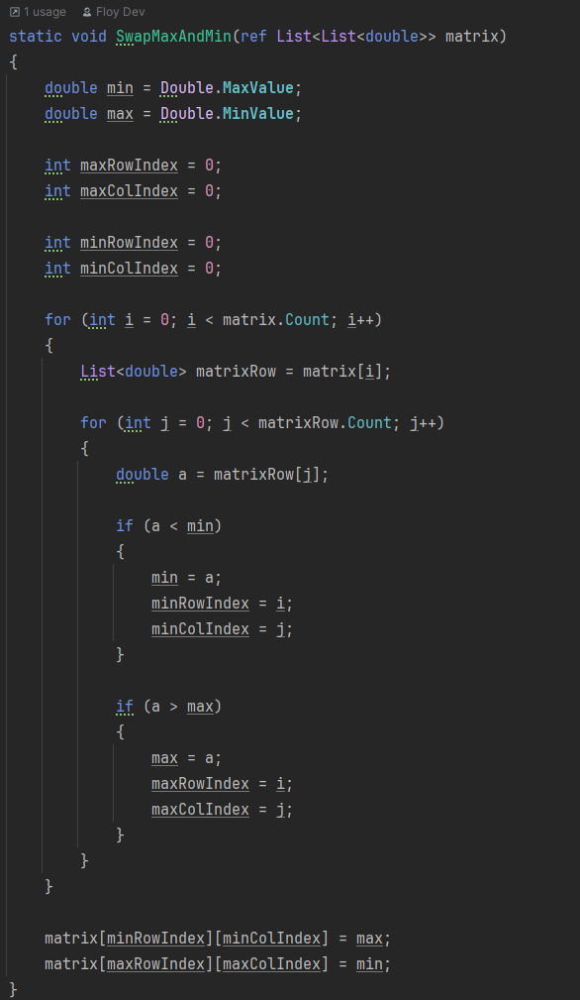 1 usage Floy Dev
static void SwapMaxAndMin(ref List<List<double>> matrix)
{
    double min = Double.MaxValue;
    double max = Double.MinValue;

    int maxRowIndex = 0;
    int maxColIndex = 0;

    int minRowIndex = 0;
    int minColIndex = 0;

    for (int i = 0; i < matrix.Count; i++)
    {
        List<double> matrixRow = matrix[i];

        for (int j = 0; j < matrixRow.Count; j++)
        {
            double a = matrixRow[j];

            if (a < min)
            {
                min = a;
                minRowIndex = i;
                minColIndex = j;
            }

            if (a > max)
            {
                max = a;
                maxRowIndex = i;
                maxColIndex = j;
            }
        }
    }

    matrix[minRowIndex][minColIndex] = max;
    matrix[maxRowIndex][maxColIndex] = min;
}